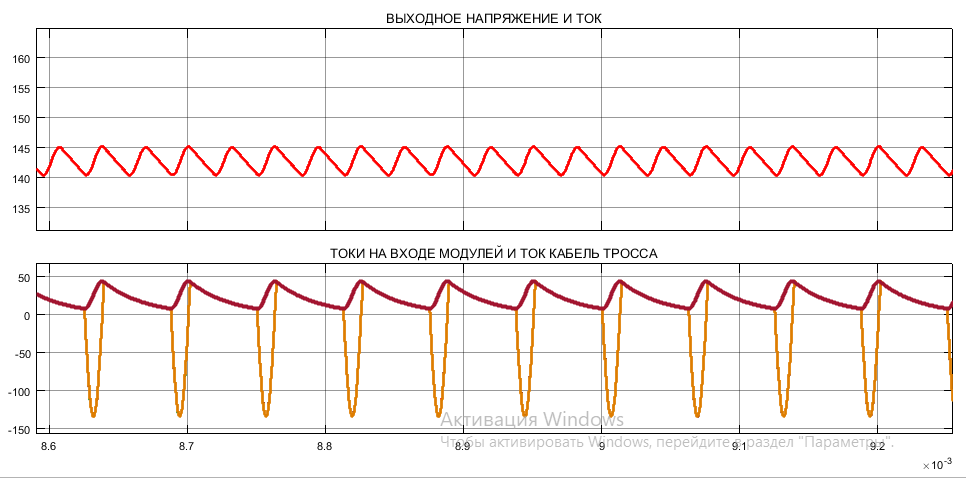 ВЫХОДНОЕ НАПРЯЖЕНИЕ И ТОК
160
155
150
145
140
135
ТОКИ НА ВХОДЕ МОДУЛЕЙ И ТОК КАБЕЛЬ ТРОССА
50
0
-50
-100
-150
Активация Windows
Чтобы активировать Windows, перейдите в раздел "Параметры".
8.6 8.7 8.8 8.9 9 9.1 9.2
×10-3